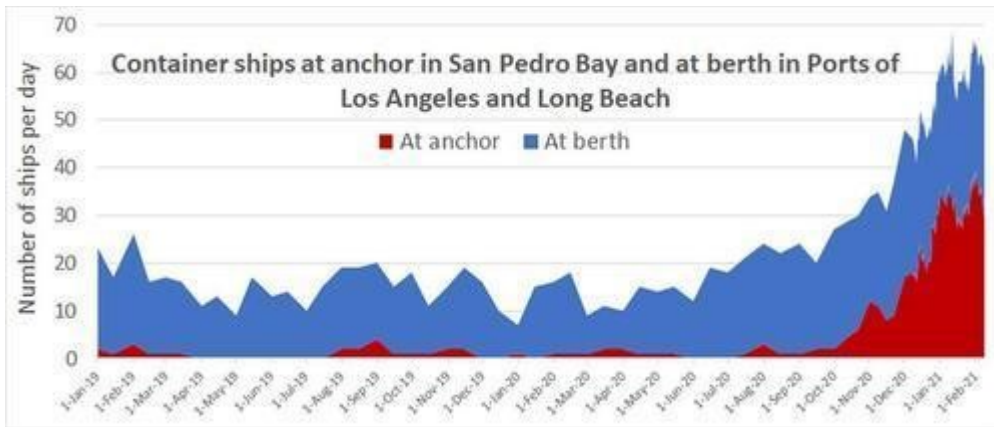 70
Container ships at anchor in San Pedro Bay and at berth in Ports of
Los Angeles and Long Beach
At anchor
At berth
60
50
40
30
20
10
0
Number of ships per day
1-Jan-19
1-Feb-19
1-Mar-19
1-Apr-19
1-May-19
1-Jun-19
1-Jul-19
1-Aug-19
1-Sep-19
1-Oct-19
1-Nov-19
1-Dec-19
1-Jan-20
1-Feb-20
1-Mar-20
1-Apr-20
1-May-20
1-Jun-20
1-Jul-20
1-Aug-20
1-Sep-20
1-Oct-20
1-Nov-20
1-Dec-20
1-Jan-21
1-Feb-21